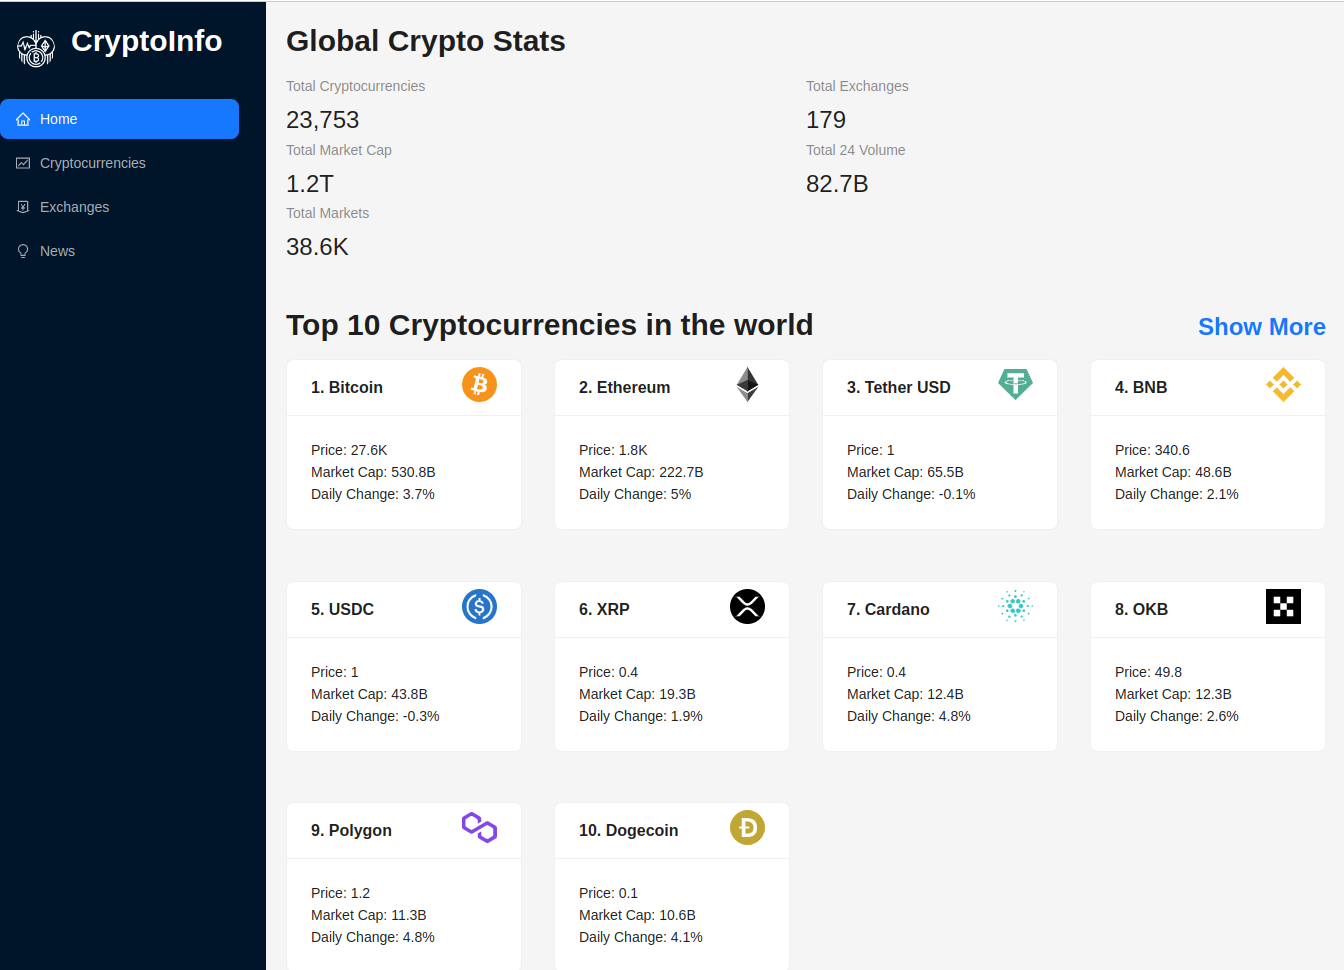 CryptoInfo
Home
Cryptocurrencies
Exchanges
News
Global Crypto Stats
Total Cryptocurrencies
23,753
Total Exchanges
179
Total Market Cap
1.2T
Total 24 Volume
82.7B
Total Markets
38.6K
Top 10 Cryptocurrencies in the world
Show More
1. Bitcoin
Price: 27.6K
Market Cap: 530.8B
Daily Change: 3.7%
2. Ethereum
Price: 1.8K
Market Cap: 222.7B
Daily Change: 5%
3. Tether USD
Price: 1
Market Cap: 65.5B
Daily Change: -0.1%
4. BNB
Price: 340.6
Market Cap: 48.6B
Daily Change: 2.1%
5. USDC
Price: 1
Market Cap: 43.8B
Daily Change: -0.3%
6. XRP
Price: 0.4
Market Cap: 19.3B
Daily Change: 1.9%
7. Cardano
Price: 0.4
Market Cap: 12.4B
Daily Change: 4.8%
8. OKB
Price: 49.8
Market Cap: 12.3B
Daily Change: 2.6%
9. Polygon
Price: 1.2
Market Cap: 11.3B
Daily Change: 4.8%
10. Dogecoin
Price: 0.1
Market Cap: 10.6B
Daily Change: 4.1%